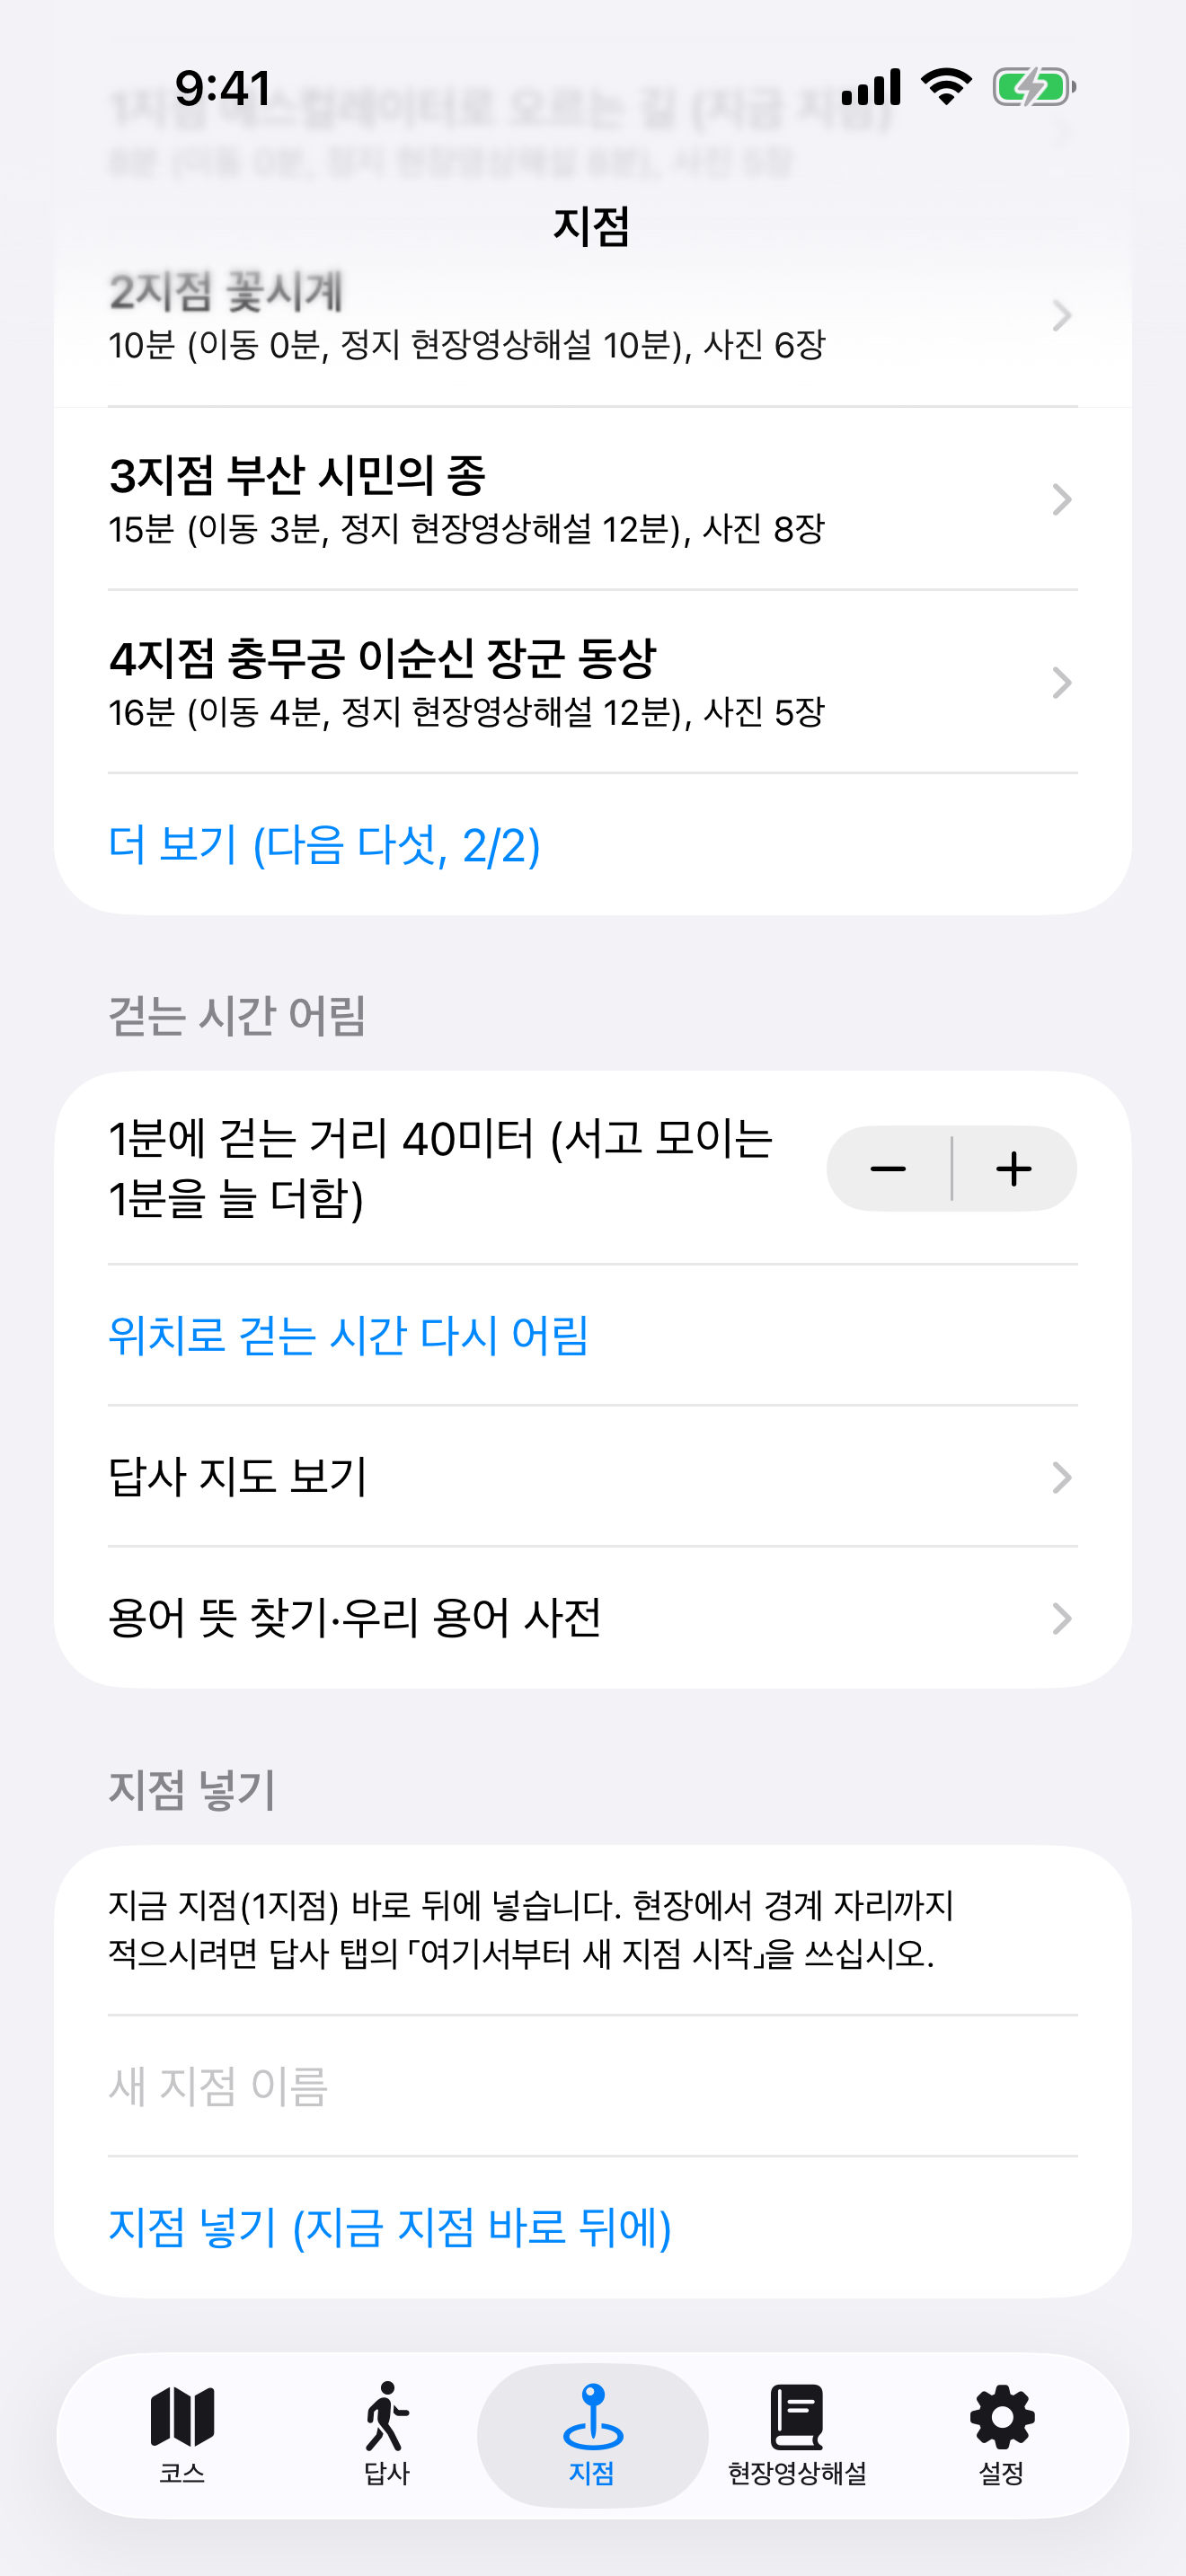 9:41
지점
2지점 꽃시계
10분 (이동 0분, 정지 현장영상해설 10분), 사진 6장
3지점 부산 시민의 종
15분 (이동 3분, 정지 현장영상해설 12분), 사진 8장
4지점 충무공 이순신 장군 동상
16분 (이동 4분, 정지 현장영상해설 12분), 사진 5장
더 보기 (다음 다섯, 2/2)
걷는 시간 어림
1분에 걷는 거리 40미터 (서고 모이는
1분을 늘 더함)
위치로 걷는 시간 다시 어림
답사 지도 보기
용어 뜻 찾기·우리 용어 사전
지점 넣기
지금 지점(1지점) 바로 뒤에 넣습니다. 현장에서 경계 자리까지
적으시려면 답사 탭의 「여기서부터 새 지점 시작」을 쓰십시오.
새 지점 이름
지점 넣기 (지금 지점 바로 뒤에)
코스
답사
지점
현장영상해설
설정